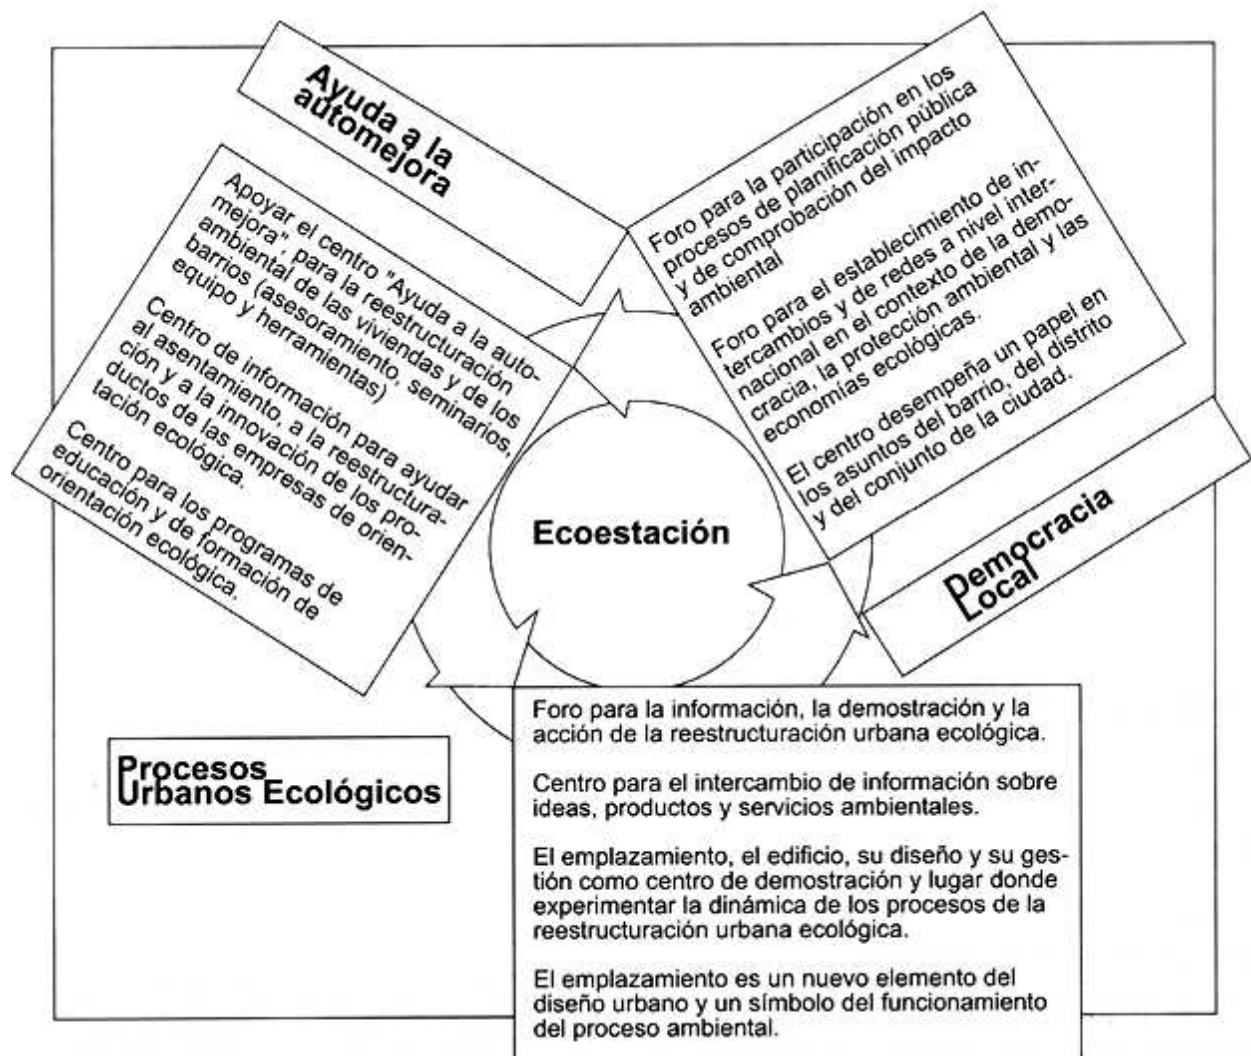 Ayuda a la
automejora
Apoyar el centro "Ayuda a la auto-
mejora", para la reestructuración
ambiental de las viviendas y de los
barrios (asesoramiento, seminarios,
equipo y herramientas)
Centro de información para ayudar
al asentamiento, a la reestructura-
ción y a la innovación de los pro-
ductos de las empresas de orien-
tación ecológica.
Centro para los programas de
educación y de formación de
orientación ecológica.
Foro para la participación en los
procesos de planificación pública
y de comprobación del impacto
ambiental
Foro para el establecimiento de in-
tercambios y de redes a nivel inter-
nacional en el contexto de la demo-
cracia, la protección ambiental y las
economías ecológicas.
El centro desempeña un papel en
los asuntos del barrio, del distrito
y del conjunto de la ciudad.
Democracia
Local
Ecoestación
Procesos
Urbanos Ecológicos
Foro para la información, la demostración y la
acción de la reestructuración urbana ecológica.
Centro para el intercambio de información sobre
ideas, productos y servicios ambientales.
El emplazamiento, el edificio, su diseño y su ges-
tión como centro de demostración y lugar donde
experimentar la dinámica de los procesos de la
reestructuración urbana ecológica.
El emplazamiento es un nuevo elemento del
diseño urbano y un símbolo del funcionamiento
del proceso ambiental.